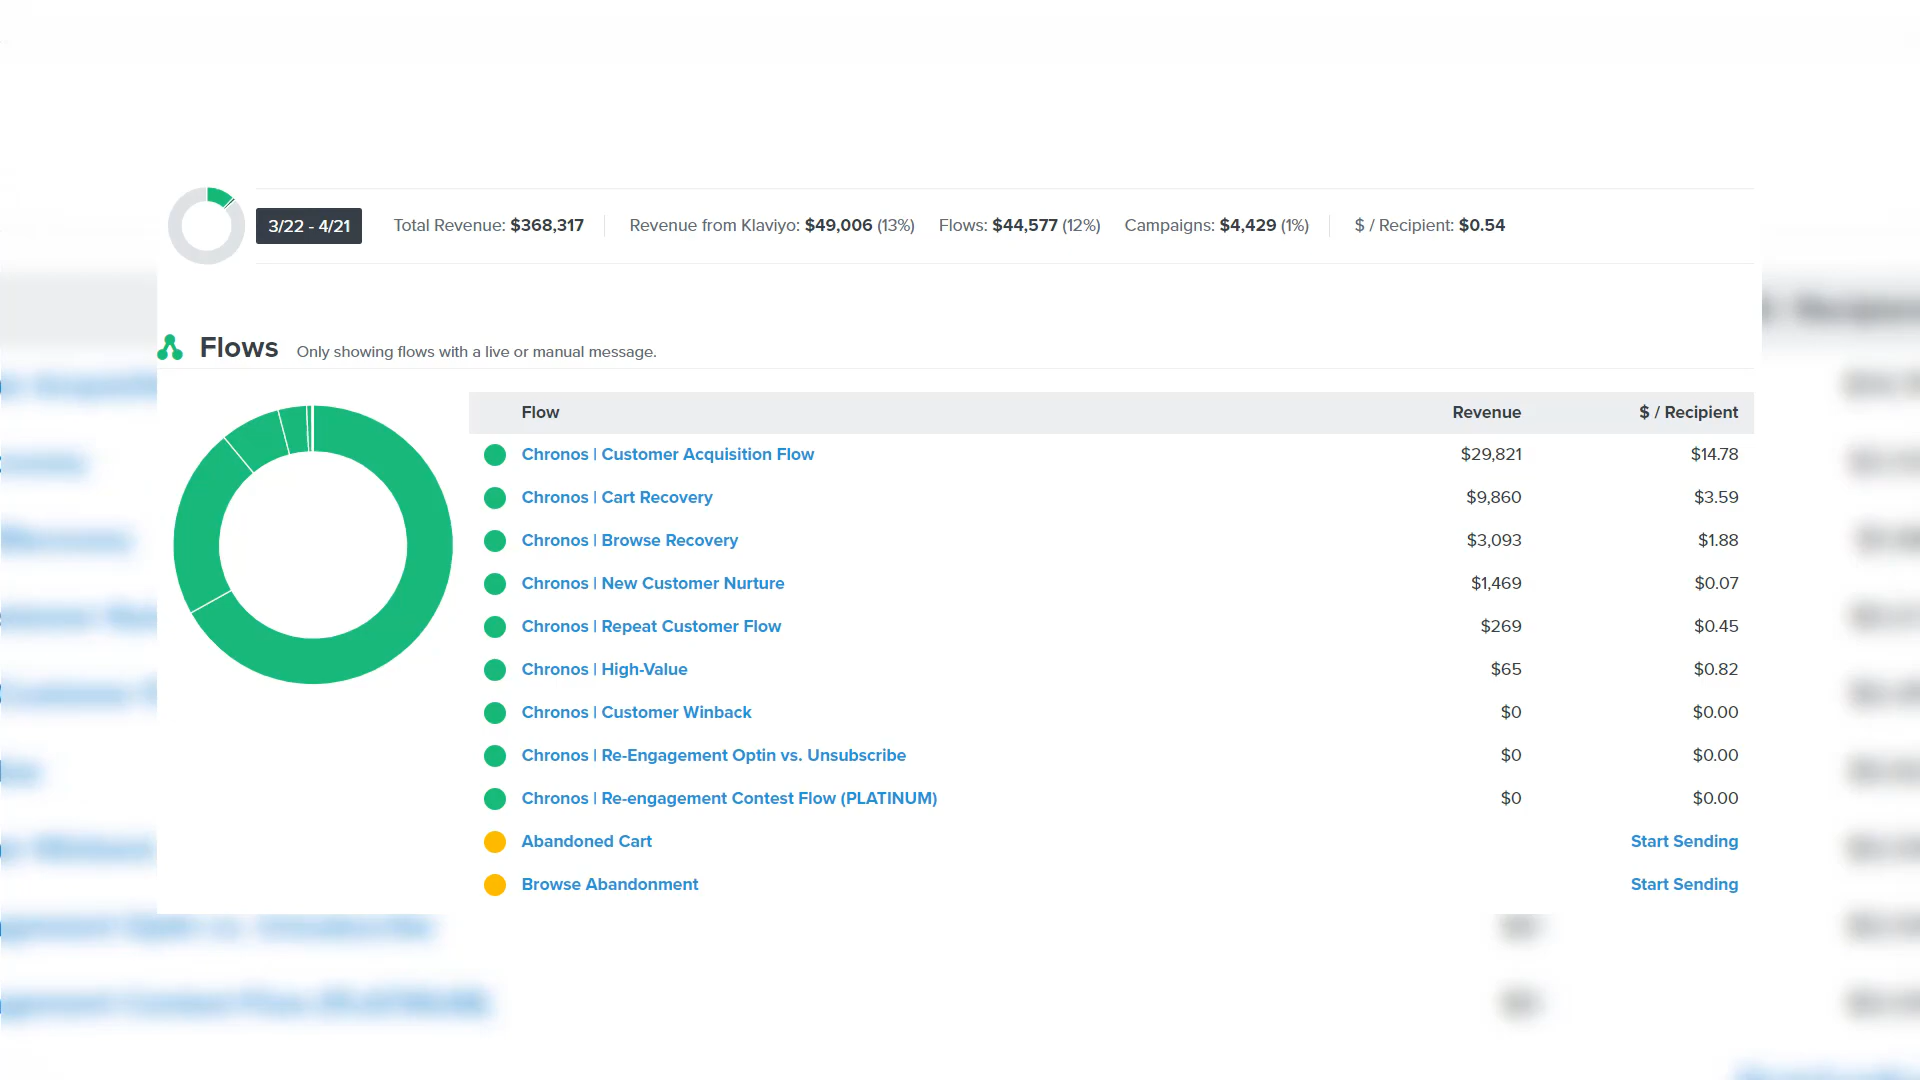 3/22 - 4/21 Total Revenue: $368,317 Revenue from Klaviyo: $49,006 (13%) Flows: $44,577 (12%) Campaigns: $4,429 (1%) $ / Recipient: $0.54
Flows Only showing flows with a live or manual message.
Flow Revenue $ / Recipient
Chronos | Customer Acquisition Flow $29,821 $14.78
Chronos | Cart Recovery $9,860 $3.59
Chronos | Browse Recovery $3,093 $1.88
Chronos | New Customer Nurture $1,469 $0.07
Chronos | Repeat Customer Flow $269 $0.45
Chronos | High-Value $65 $0.82
Chronos | Customer Winback $0 $0.00
Chronos | Re-Engagement Optin vs. Unsubscribe $0 $0.00
Chronos | Re-engagement Contest Flow (PLATINUM) $0 $0.00
Abandoned Cart Start Sending
Browse Abandonment Start Sending